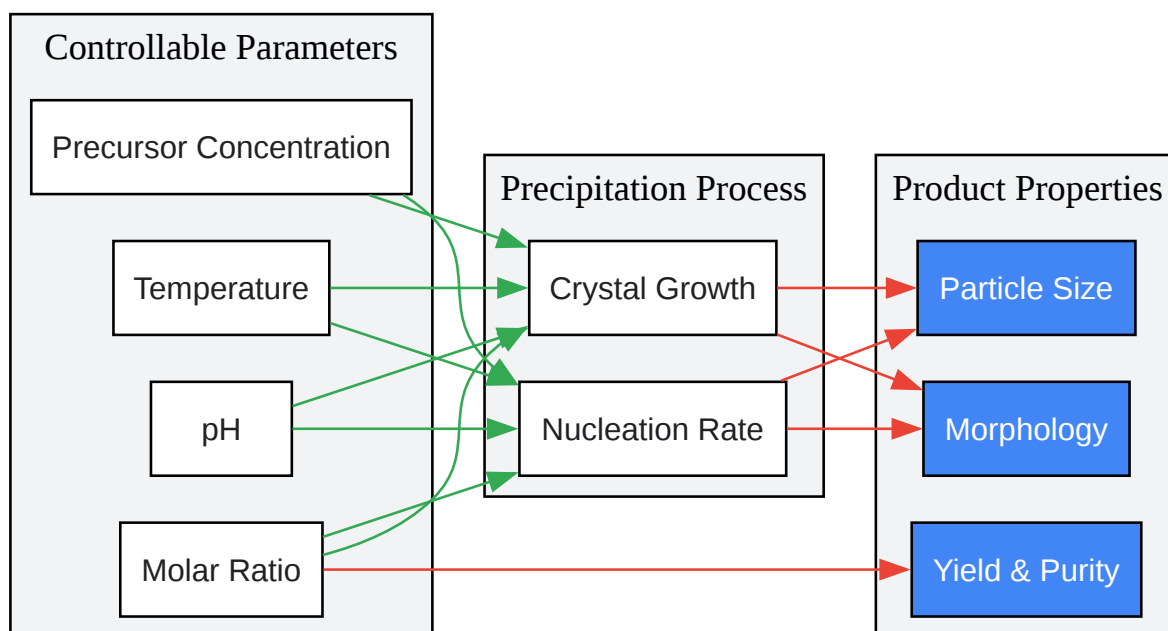 Controllable Parameters
Precursor Concentration
Temperature
pH
Molar Ratio
Precipitation Process
Crystal Growth
Nucleation Rate
Product Properties
Particle Size
Morphology
Yield & Purity